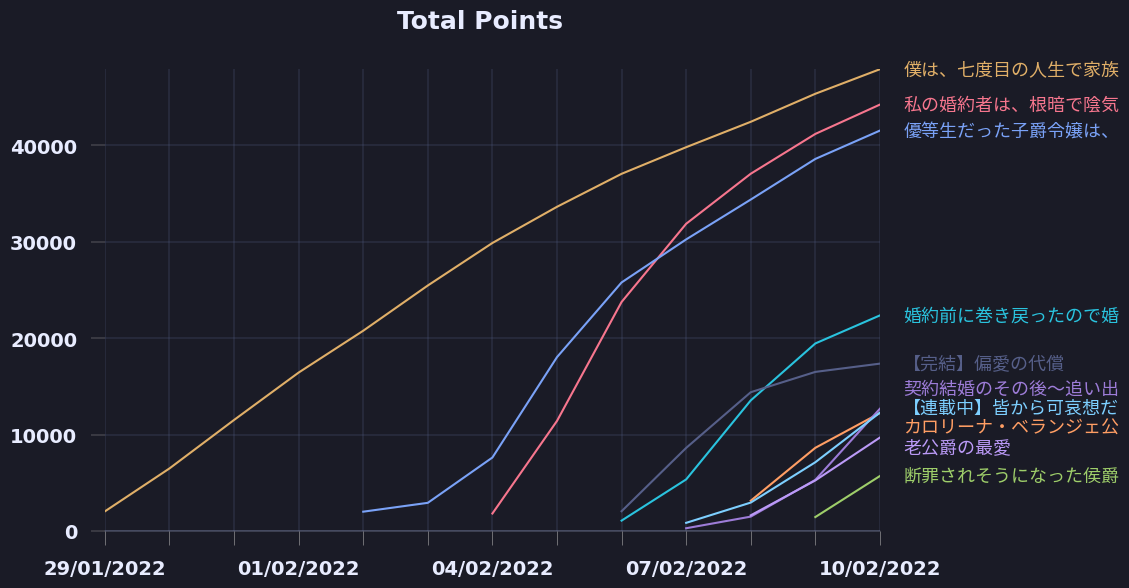 Total Points
僕は、七度目の人生で家族
私の婚約者は、根暗で陰気
優等生だった子爵令嬢は、
40000
30000
婚約前に巻き戻ったので婚
20000
【完結】偏愛の代償
契約結婚のその後〜追い出
【連載中】皆から可哀想だ
カロリーナ・ベランジェ公
10000
老公爵の最愛
断罪されそうになった侯爵
0
29/01/2022 01/02/2022 04/02/2022 07/02/2022 10/02/2022